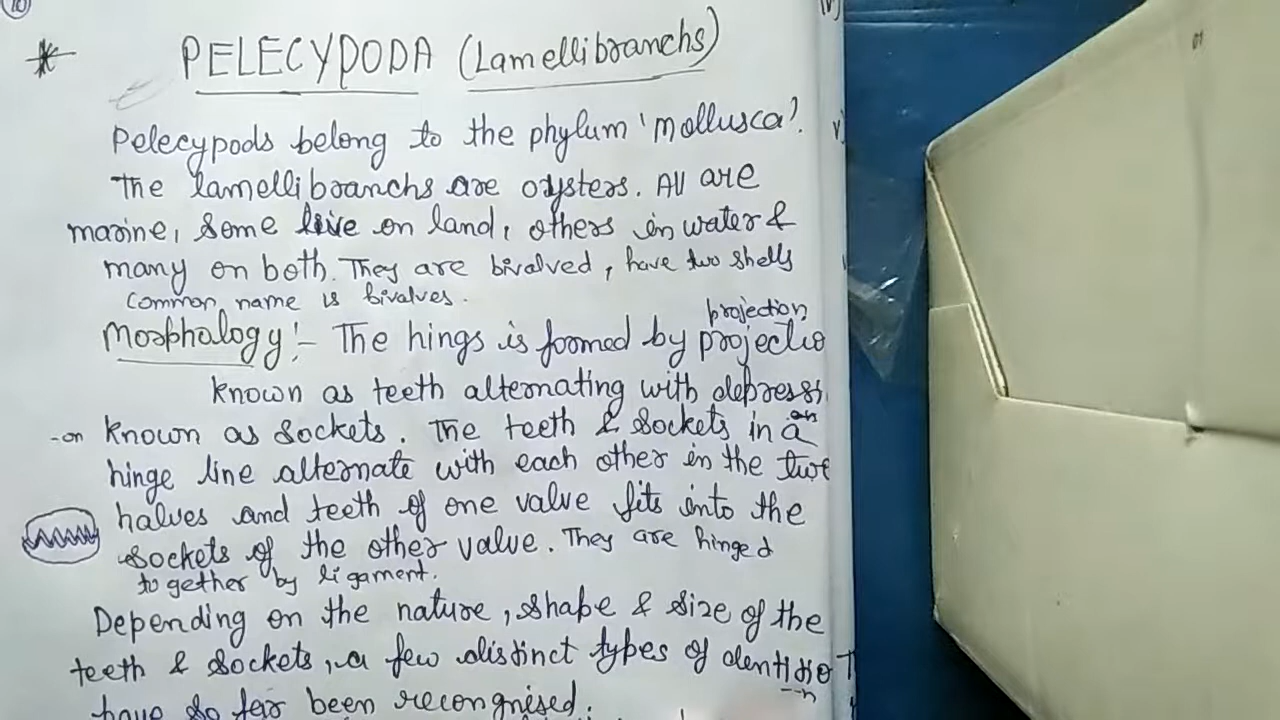 10
* PELECYPODA (Lamellibranchs)
Pelecypods belong to the phylum 'Mollusca'.
The lamellibranchs are oysters. All are
marine, some live on land, others in water &
many on both. They are bivalved, have two shells
Common name is bivalves.
projection
Morphology:- The hings is formed by projectio
known as teeth alternating with depressi
-on known as sockets. The teeth & sockets in an
hinge line alternate with each other in the two
halves and teeth of one valve fits into the
sockets of the other valve. They are hinged
together by ligament.
Depending on the nature, shape & size of the
teeth & sockets, a few distinct types of dentitio
-n
have so far been recongnised.